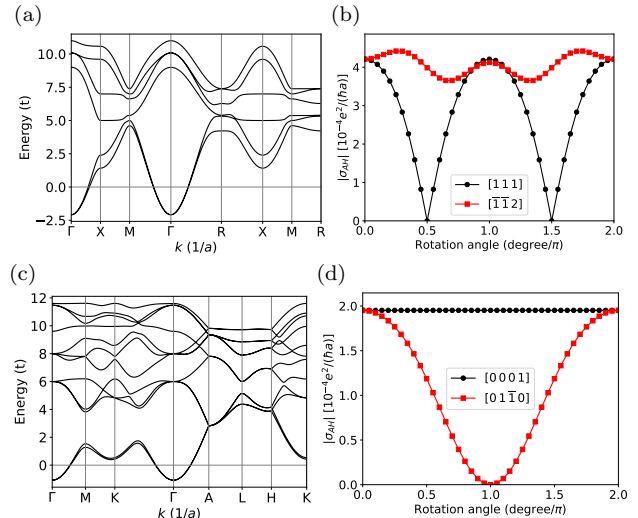 (a)
10.0
7.5
5.0
2.5
0.0
−2.5
Energy (t)
Γ X M Γ R X M R
k (1/a)
(b)
4
2
0
|σ_AH| [10⁻⁴e²/(ħa)]
[1 1 1]
[1̅ 1̅ 2]
0.0 0.5 1.0 1.5 2.0
Rotation angle (degree/π)
(c)
12
10
8
6
4
2
0
Energy (t)
Γ M K Γ A L H K
k (1/a)
(d)
2.0
1.5
1.0
0.5
0.0
|σ_AH| [10⁻⁴e²/(ħa)]
[0 0 0 1]
[0 1 1̅ 0]
0.0 0.5 1.0 1.5 2.0
Rotation angle (degree/π)